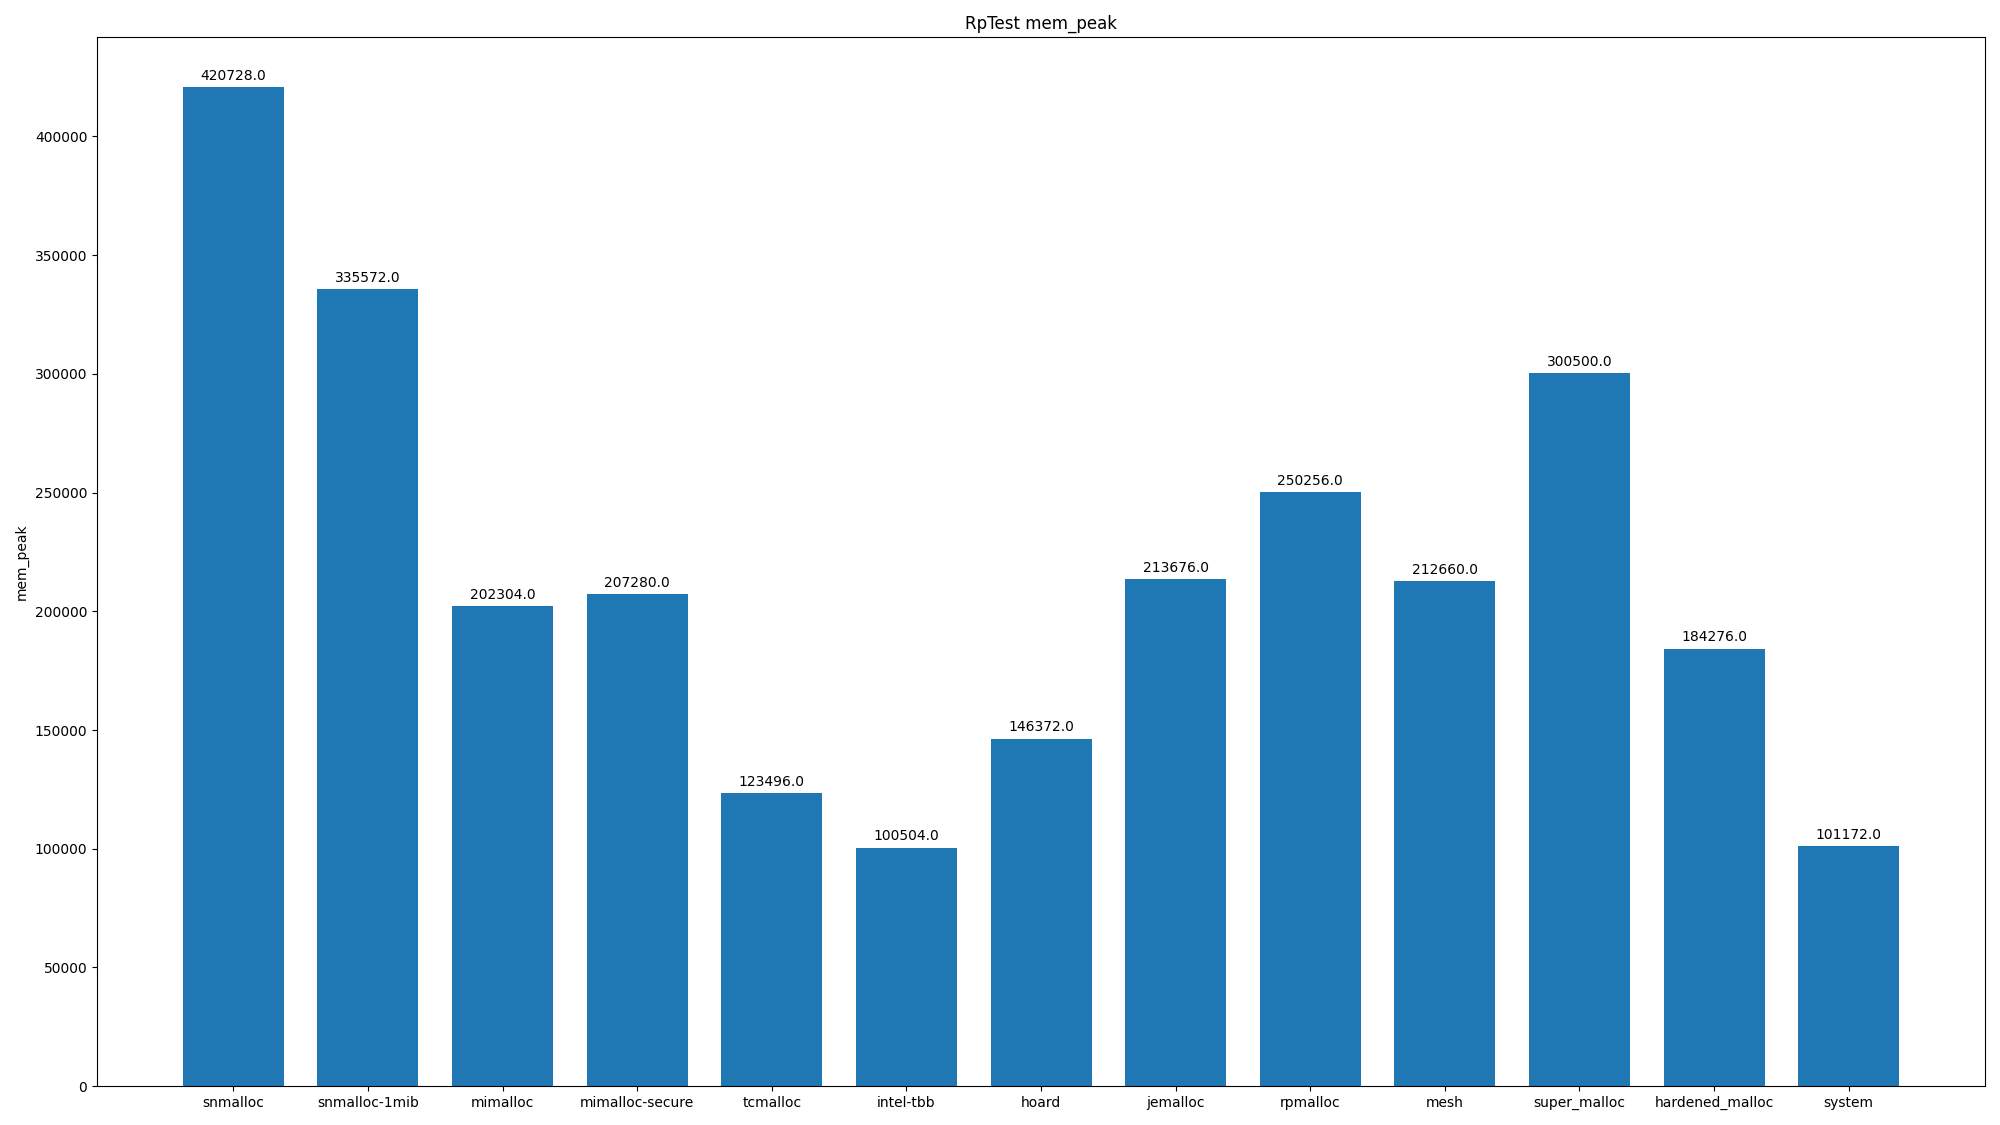 RpTest mem_peak
mem_peak
400000
350000
300000
250000
200000
150000
100000
50000
0
420728.0
335572.0
202304.0
207280.0
123496.0
100504.0
146372.0
213676.0
250256.0
212660.0
300500.0
184276.0
101172.0
snmalloc
snmalloc-1mib
mimalloc
mimalloc-secure
tcmalloc
intel-tbb
hoard
jemalloc
rpmalloc
mesh
super_malloc
hardened_malloc
system